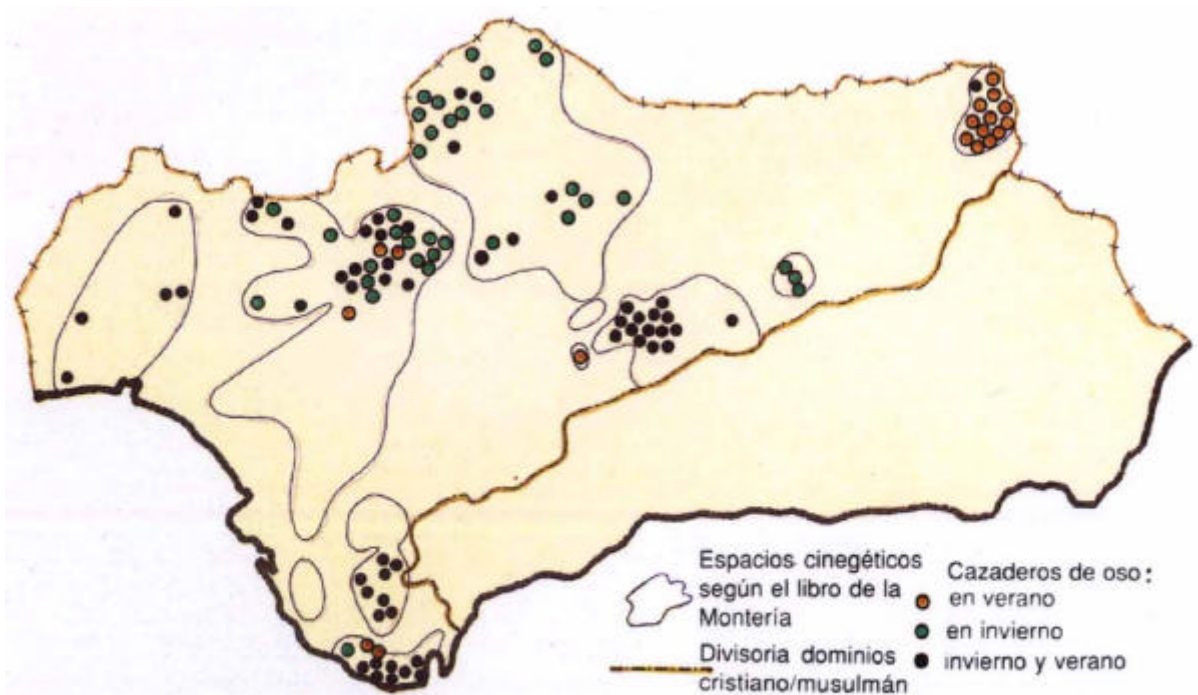 Espacios cinegéticos
según el libro de la
Montería
Divisoria dominios
cristiano/musulmán
Cazaderos de oso:
en verano
en invierno
invierno y verano